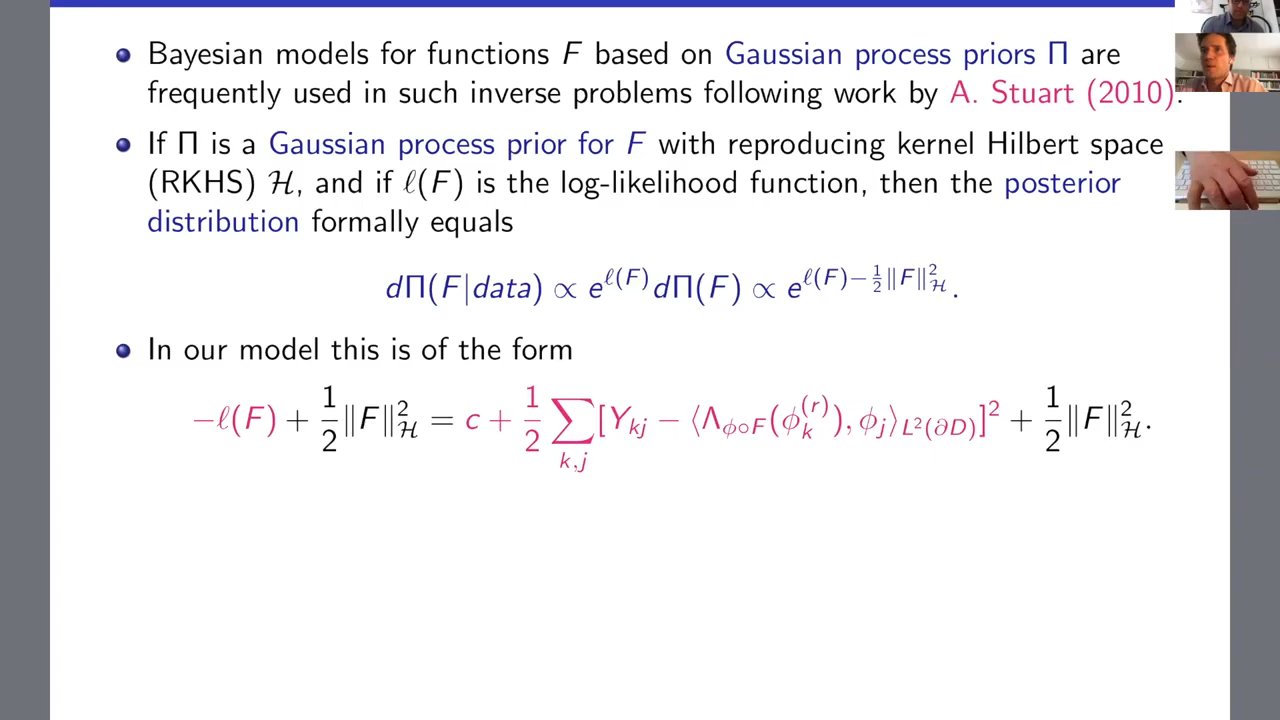 Bayesian models for functions F based on Gaussian process priors Π are
frequently used in such inverse problems following work by A. Stuart (2010).
If Π is a Gaussian process prior for F with reproducing kernel Hilbert space
(RKHS) ℋ, and if ℓ(F) is the log-likelihood function, then the posterior
distribution formally equals
dΠ(F|data) ∝ e^{ℓ(F)} dΠ(F) ∝ e^{ℓ(F)−½‖F‖²_ℋ}.
In our model this is of the form
−ℓ(F) + ½‖F‖²_ℋ = c + ½ ∑_{k,j} [Y_{kj} − ⟨Λ_{ϕ∘F}(ϕ_k^{(r)}), ϕ_j⟩_{L²(∂D)}]² + ½‖F‖²_ℋ.